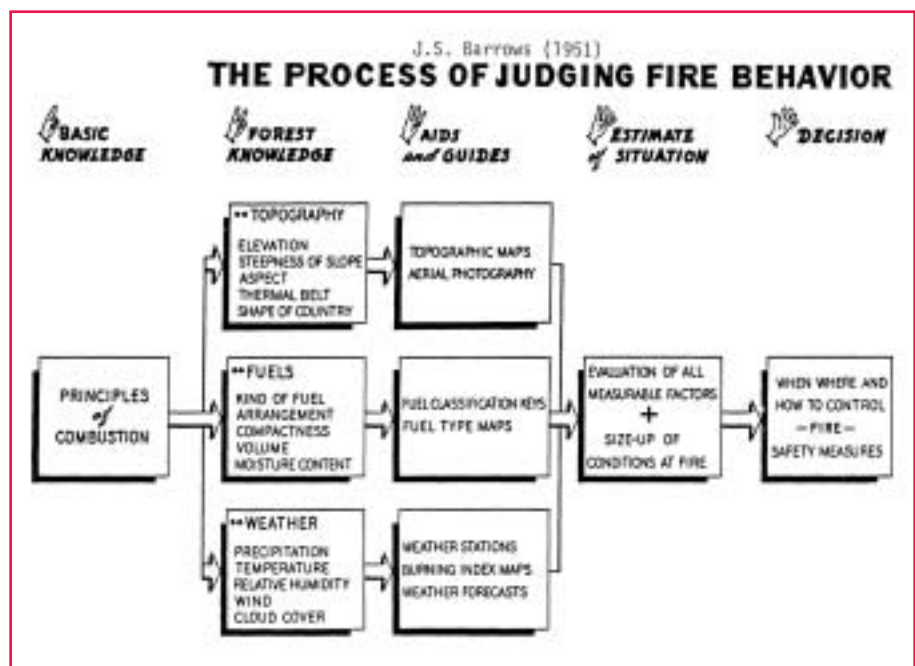 J.S. Barrows (1951)
THE PROCESS OF JUDGING FIRE BEHAVIOR
BASIC
KNOWLEDGE
FOREST
KNOWLEDGE
AIDS
and GUIDES
ESTIMATE
of SITUATION
DECISION
PRINCIPLES
of
COMBUSTION
•• TOPOGRAPHY
ELEVATION
STEEPNESS OF SLOPE
ASPECT
THERMAL BELT
SHAPE OF COUNTRY
•• FUELS
KIND OF FUEL
ARRANGEMENT
COMPACTNESS
VOLUME
MOISTURE CONTENT
•• WEATHER
PRECIPITATION
TEMPERATURE
RELATIVE HUMIDITY
WIND
CLOUD COVER
TOPOGRAPHIC MAPS
AERIAL PHOTOGRAPHY
FUEL CLASSIFICATION KEYS
FUEL TYPE MAPS
WEATHER STATIONS
BURNING INDEX MAPS
WEATHER FORECASTS
EVALUATION OF ALL
MEASURABLE FACTORS
+
SIZE-UP OF
CONDITIONS AT FIRE
WHEN WHERE AND
HOW TO CONTROL
—FIRE—
SAFETY MEASURES